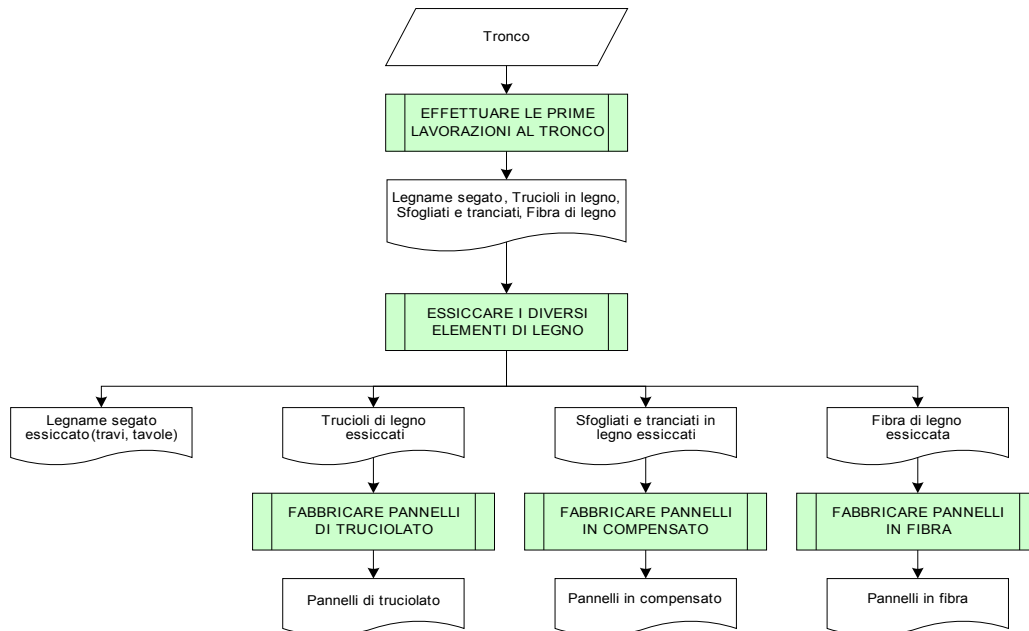 Tronco
EFFETTUARE LE PRIME
LAVORAZIONI AL TRONCO
Legname segato, Trucioli in legno,
Sfogliati e tranciati, Fibra di legno
ESSICCARE I DIVERSI
ELEMENTI DI LEGNO
Legname segato
essiccato (travi, tavole)
Trucioli di legno
essiccati
Sfogliati e tranciati in
legno essiccati
Fibra di legno
essiccata
FABBRICARE PANNELLI
DI TRUCIOLATO
FABBRICARE PANNELLI
IN COMPENSATO
FABBRICARE PANNELLI
IN FIBRA
Pannelli di truciolato
Pannelli in compensato
Pannelli in fibra